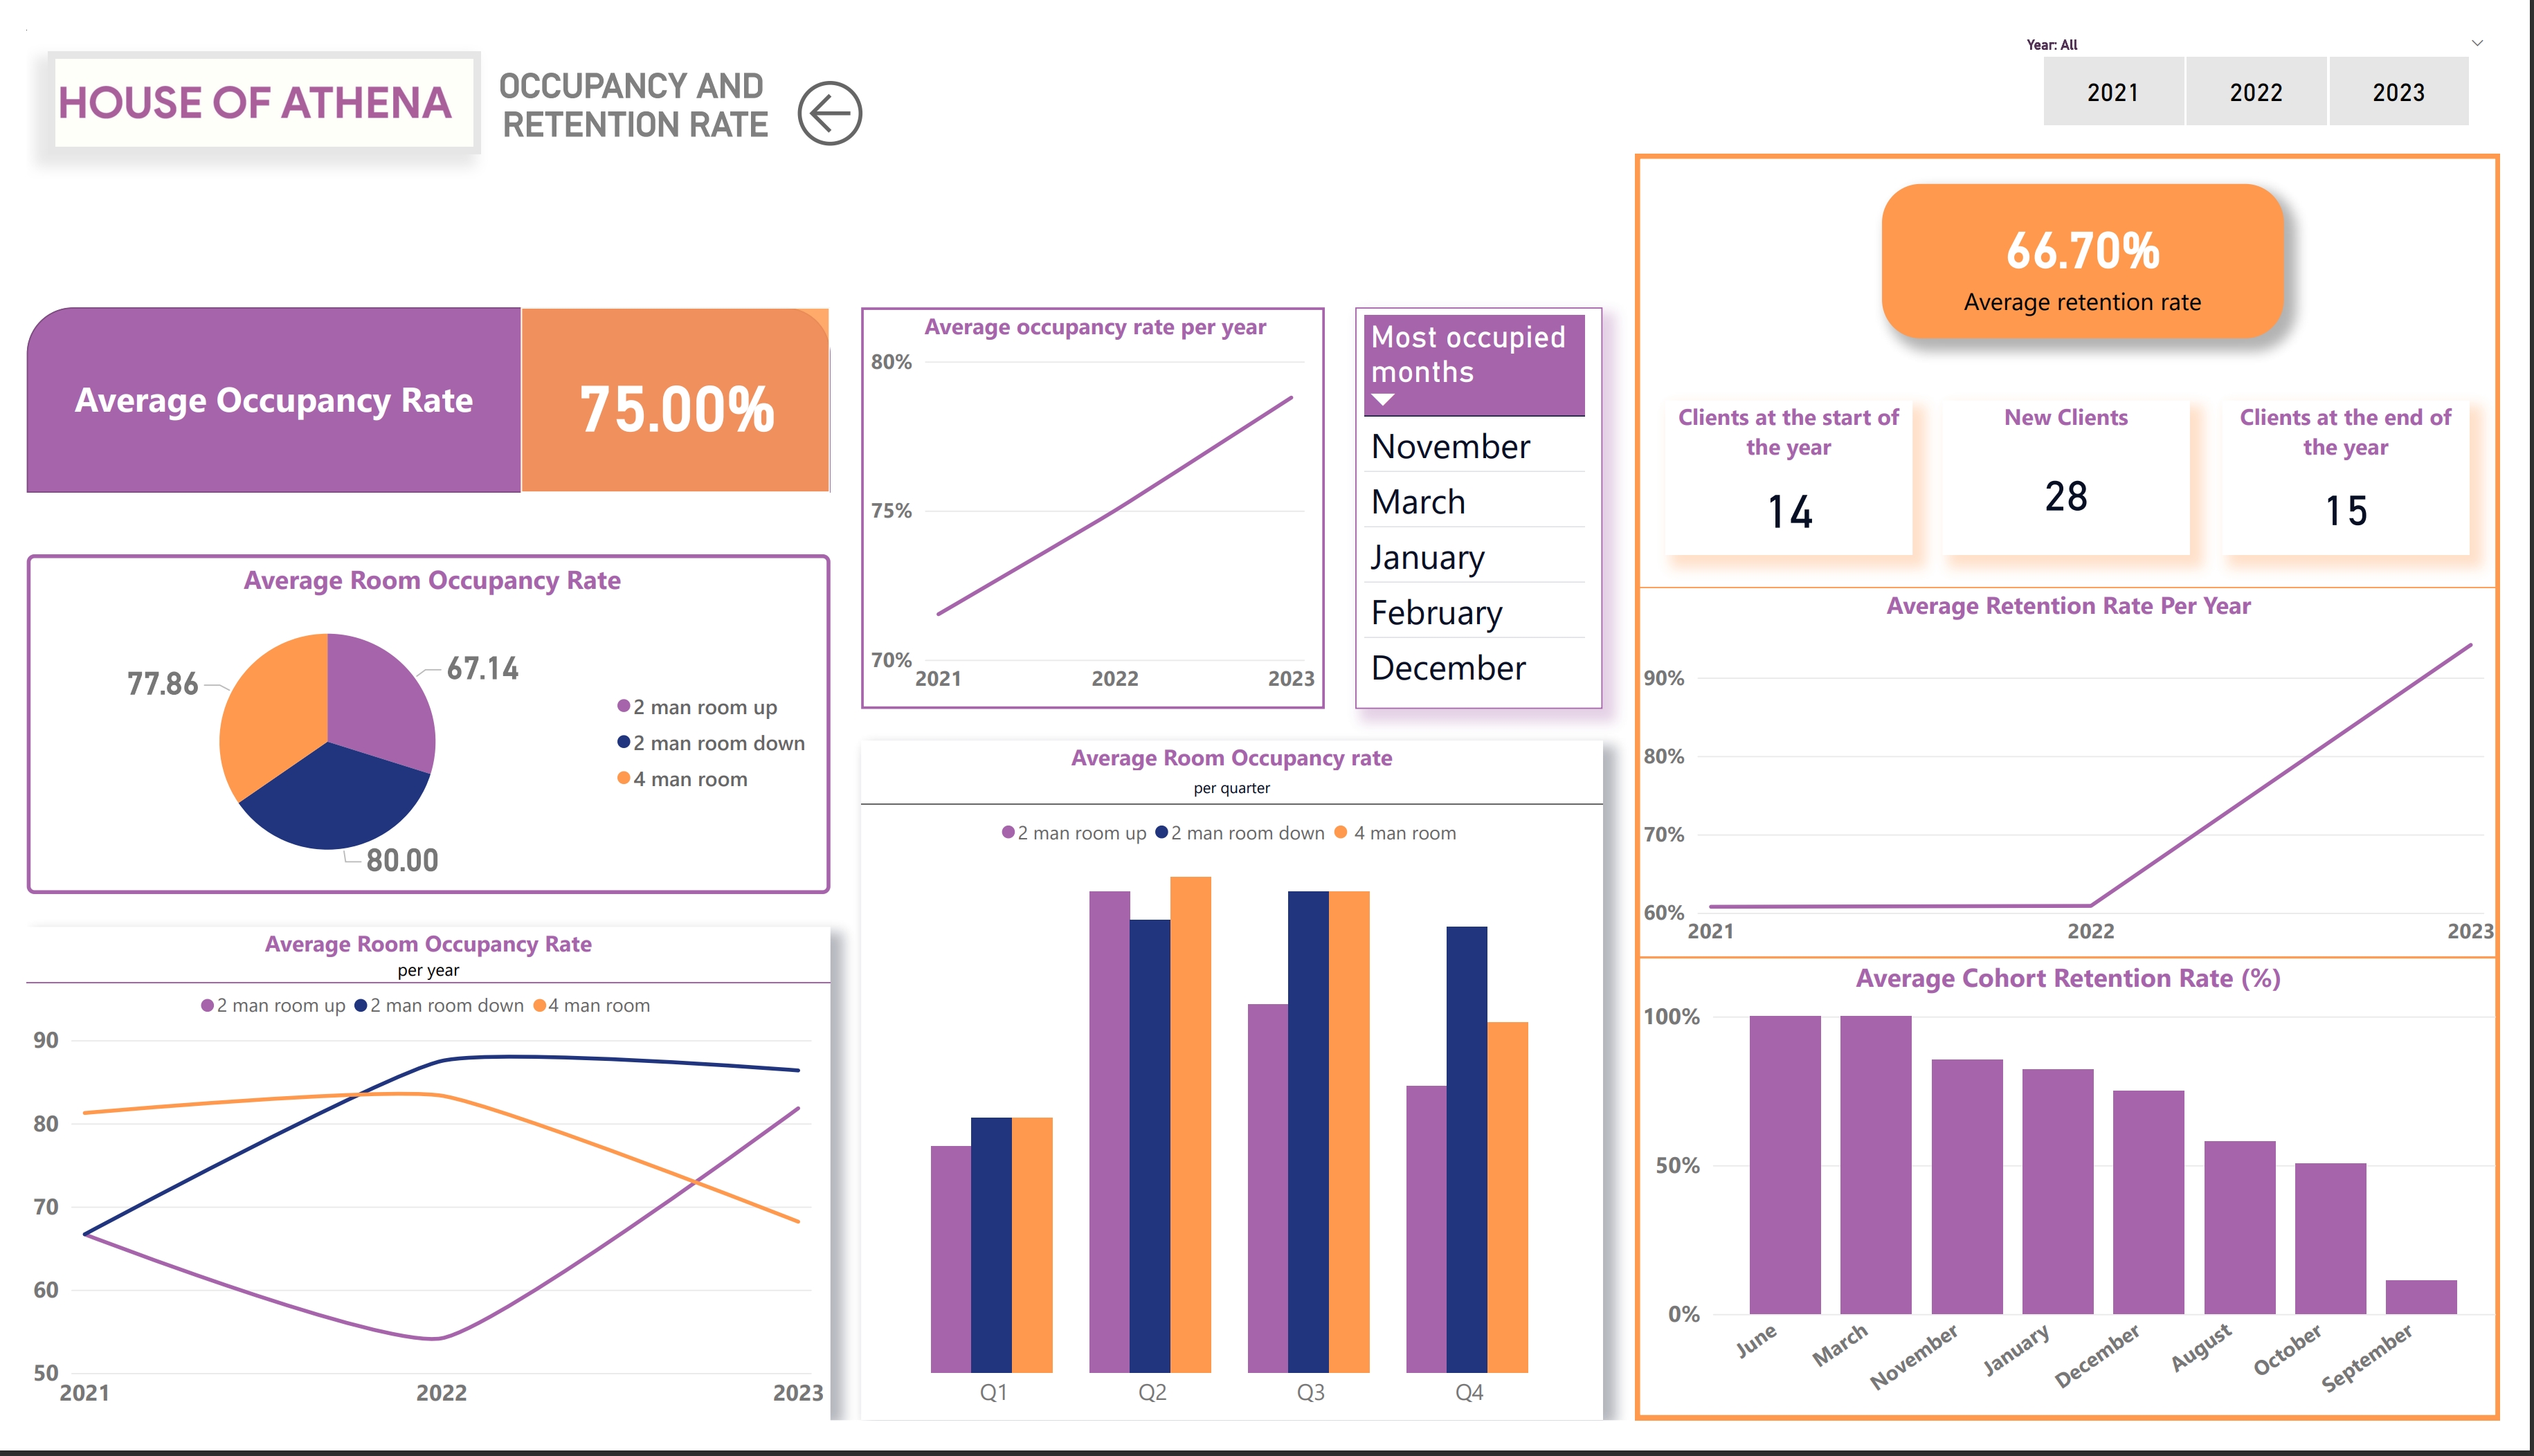 HOUSE OF ATHENA
OCCUPANCY AND
RETENTION RATE
Year: All
2021
2022
2023
Average Occupancy Rate
75.00%
Average Room Occupancy Rate
77.86
67.14
80.00
2 man room up
2 man room down
4 man room
Average Room Occupancy Rate
per year
2 man room up
2 man room down
4 man room
90
80
70
60
50
2021
2022
2023
Average occupancy rate per year
80%
75%
70%
2021
2022
2023
Most occupied
months
November
March
January
February
December
Average Room Occupancy rate
per quarter
2 man room up
2 man room down
4 man room
Q1
Q2
Q3
Q4
66.70%
Average retention rate
Clients at the start of
the year
14
New Clients
28
Clients at the end of
the year
15
Average Retention Rate Per Year
90%
80%
70%
60%
2021
2022
2023
Average Cohort Retention Rate (%)
100%
50%
0%
June
March
November
January
December
August
October
September